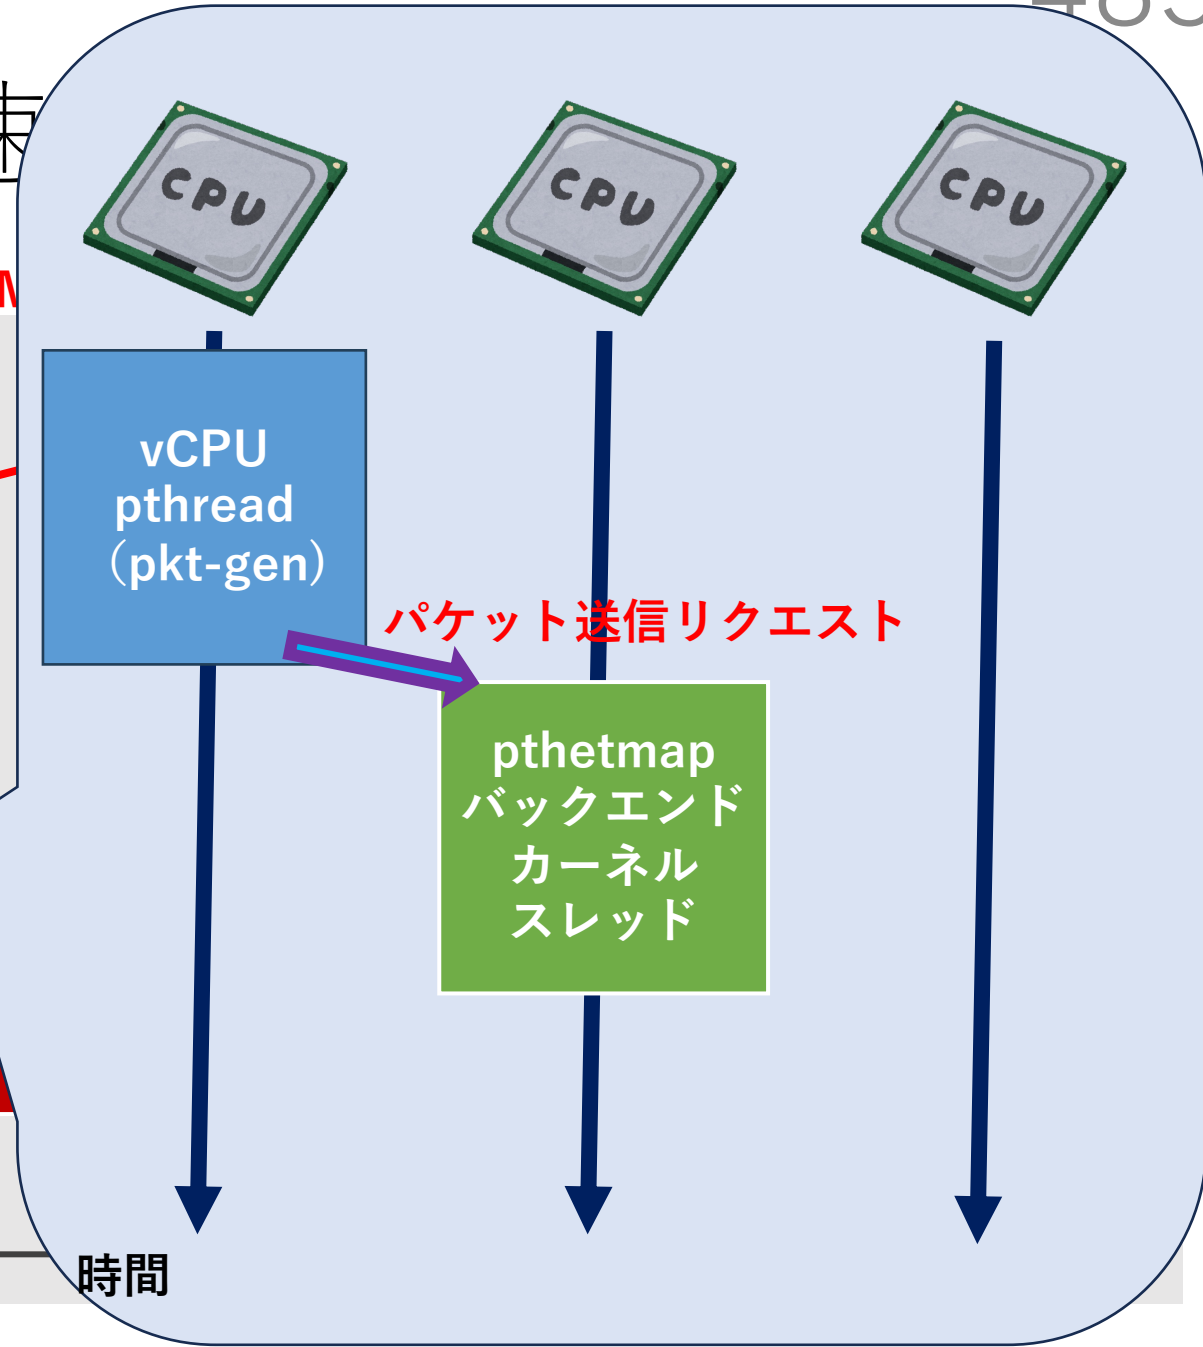 CPU
CPU
CPU
vCPU
pthread
(pkt-gen)
パケット送信リクエスト
pthetmap
バックエンド
カーネル
スレッド
時間